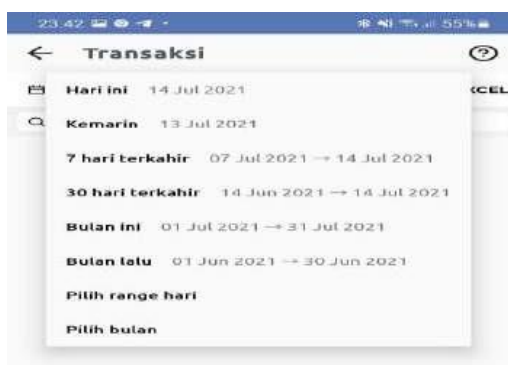 23.42 55%
← Transaksi
Hari ini 14 Jul 2021
XCEL
Kemarin 13 Jul 2021
7 hari terkahir 07 Jul 2021 → 14 Jul 2021
30 hari terkahir 14 Jun 2021 → 14 Jul 2021
Bulan ini 01 Jul 2021 → 31 Jul 2021
Bulan lalu 01 Jun 2021 → 30 Jun 2021
Pilih range hari
Pilih bulan